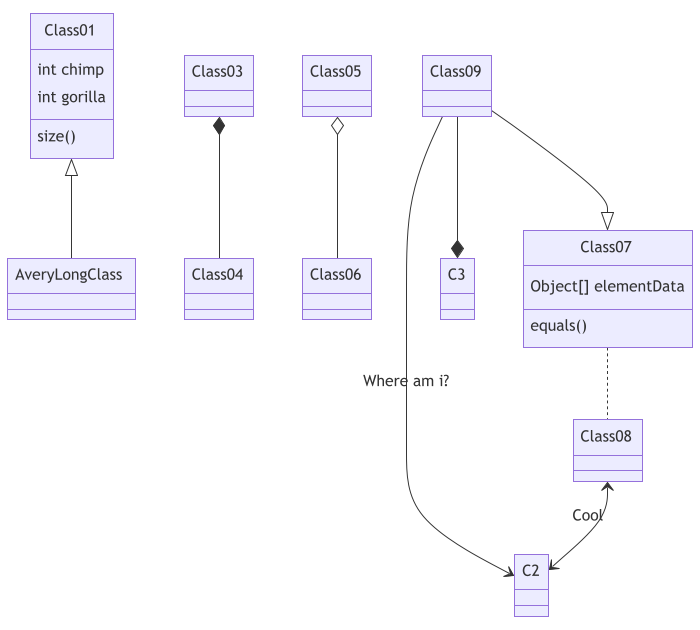 Class01
int chimp
int gorilla
size()
Class03
Class05
Class09
AveryLongClass
Class04
Class06
C3
Class07
Object[] elementData
equals()
Where am i?
Class08
Cool
C2